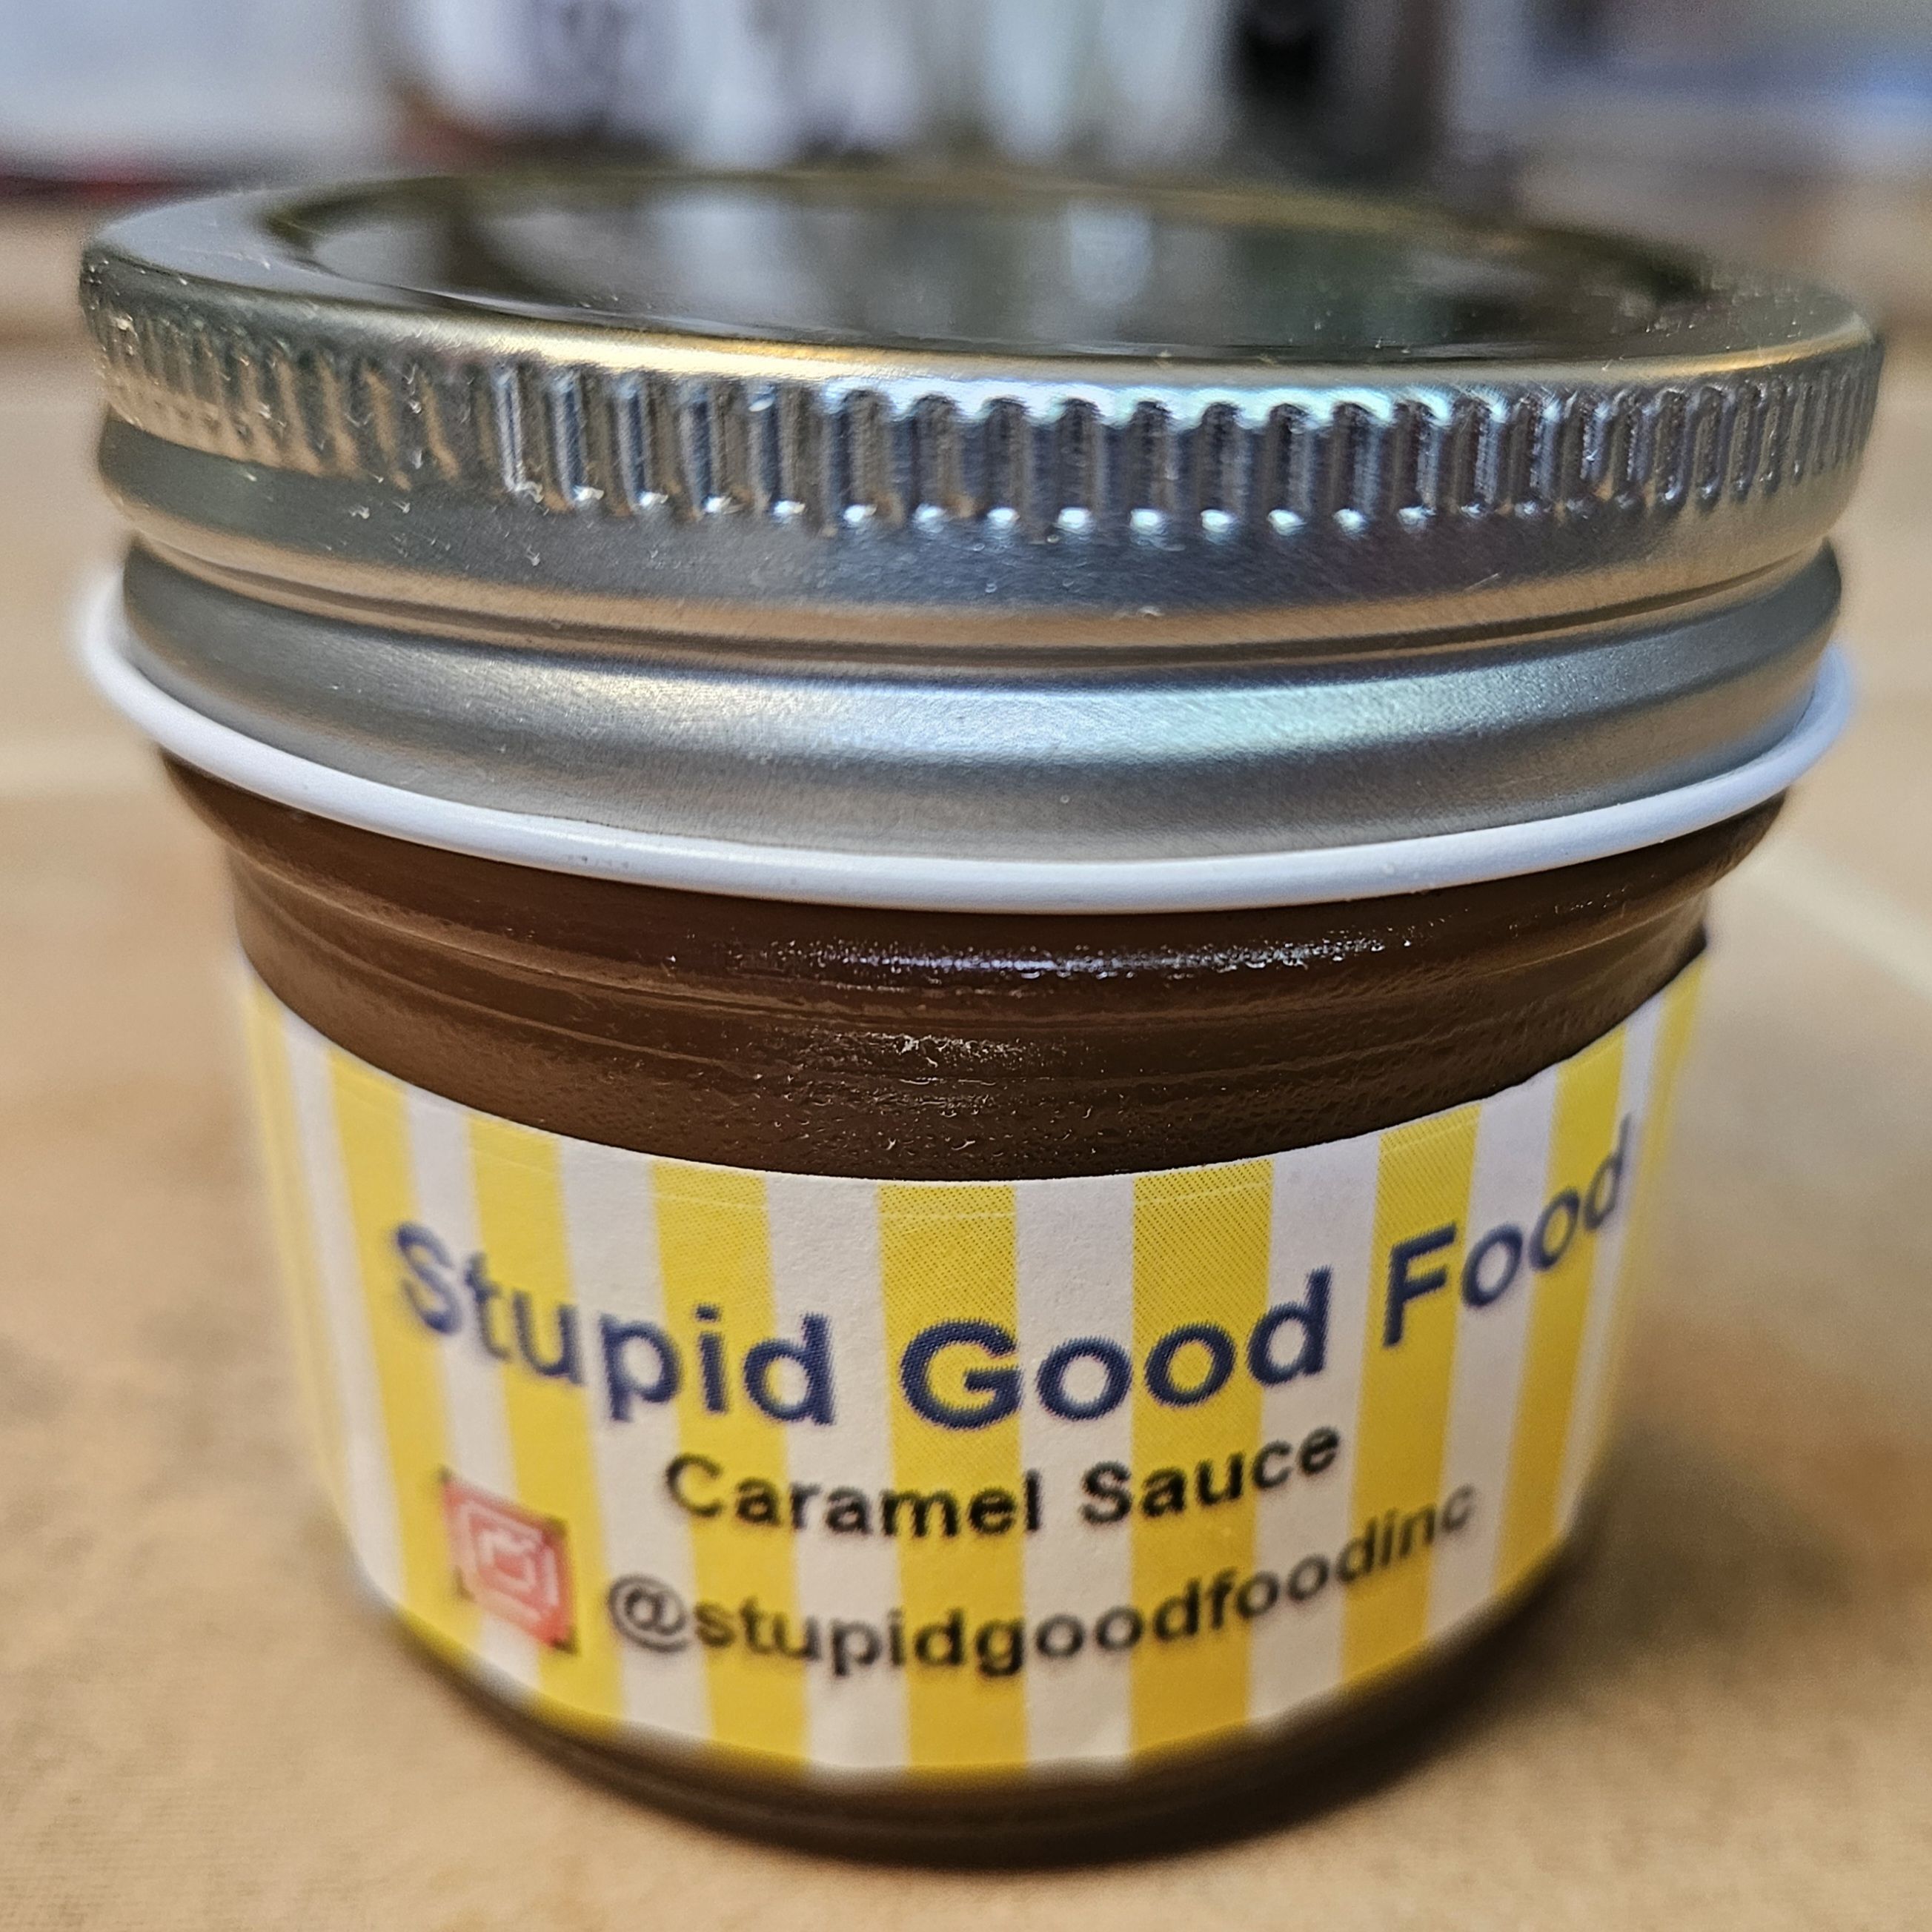 Stupid Good Food
Caramel Sauce
@stupidgoodfoodinc